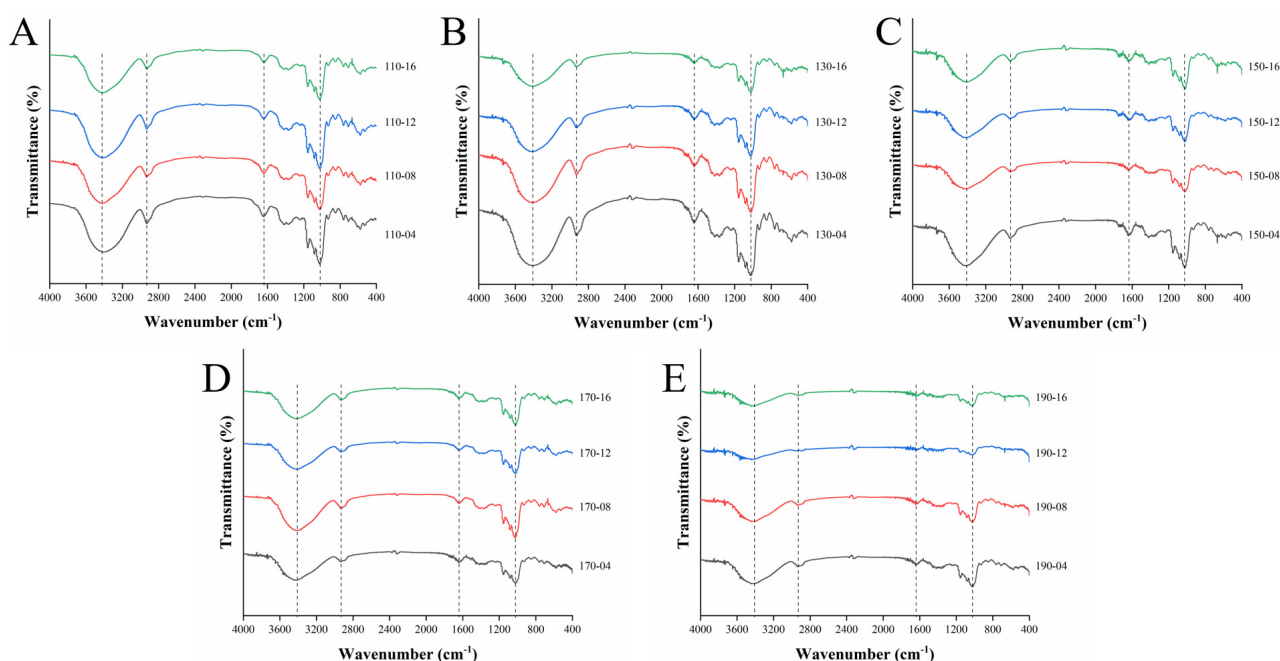 A
Transmittance (%)
110-16
110-12
110-08
110-04
4000 3600 3200 2800 2400 2000 1600 1200 800 400
Wavenumber (cm⁻¹)
B
Transmittance (%)
130-16
130-12
130-08
130-04
4000 3600 3200 2800 2400 2000 1600 1200 800 400
Wavenumber (cm⁻¹)
C
Transmittance (%)
150-16
150-12
150-08
150-04
4000 3600 3200 2800 2400 2000 1600 1200 800 400
Wavenumber (cm⁻¹)
D
Transmittance (%)
170-16
170-12
170-08
170-04
4000 3600 3200 2800 2400 2000 1600 1200 800 400
Wavenumber (cm⁻¹)
E
Transmittance (%)
190-16
190-12
190-08
190-04
4000 3600 3200 2800 2400 2000 1600 1200 800 400
Wavenumber (cm⁻¹)